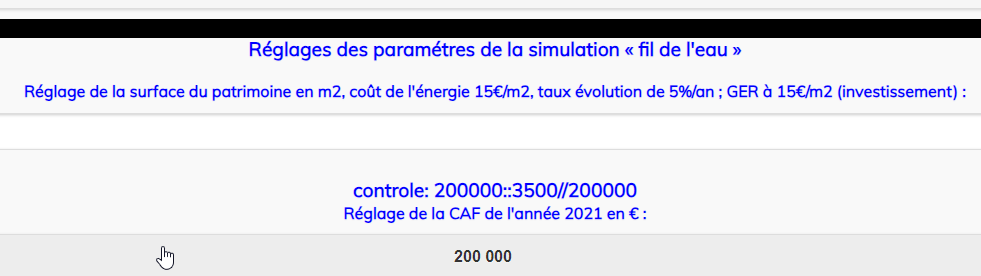 Réglages des paramétres de la simulation « fil de l'eau »
Réglage de la surface du patrimoine en m2, coût de l'énergie 15€/m2, taux évolution de 5%/an ; GER à 15€/m2 (investissement) :
controle: 200000::3500//200000
Réglage de la CAF de l'année 2021 en € :
200 000